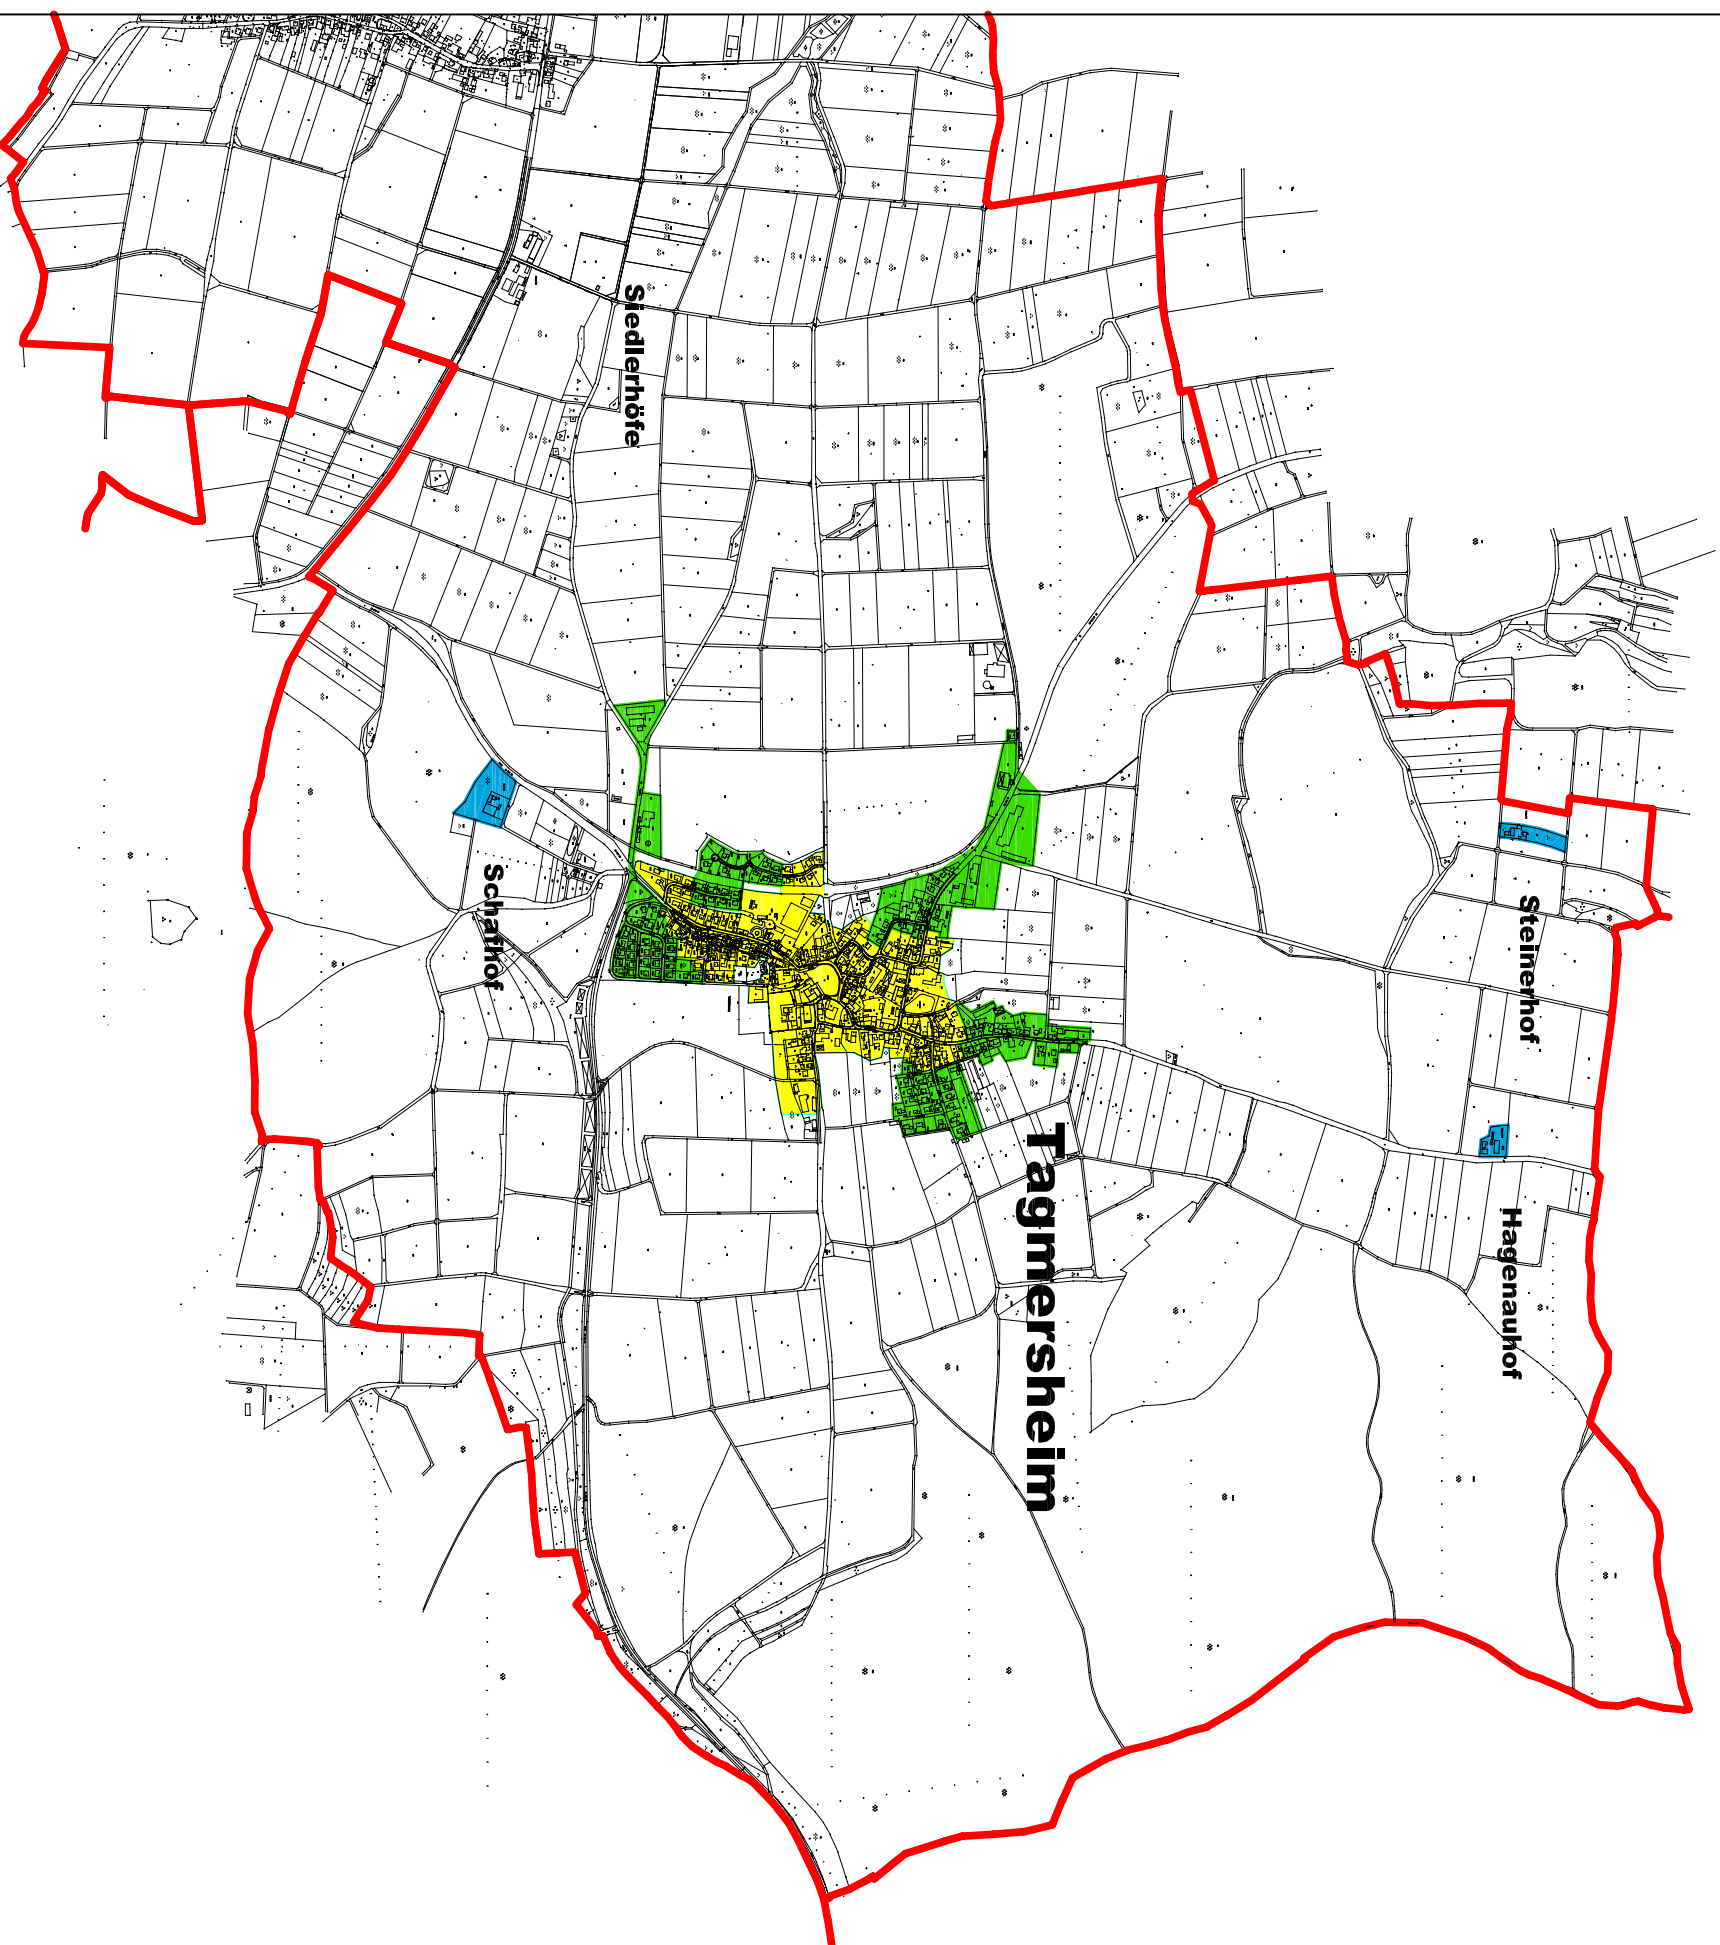 Siedlerhöfe
Schafhof
Tagmersheim
Steinerhof
Hagenauhof